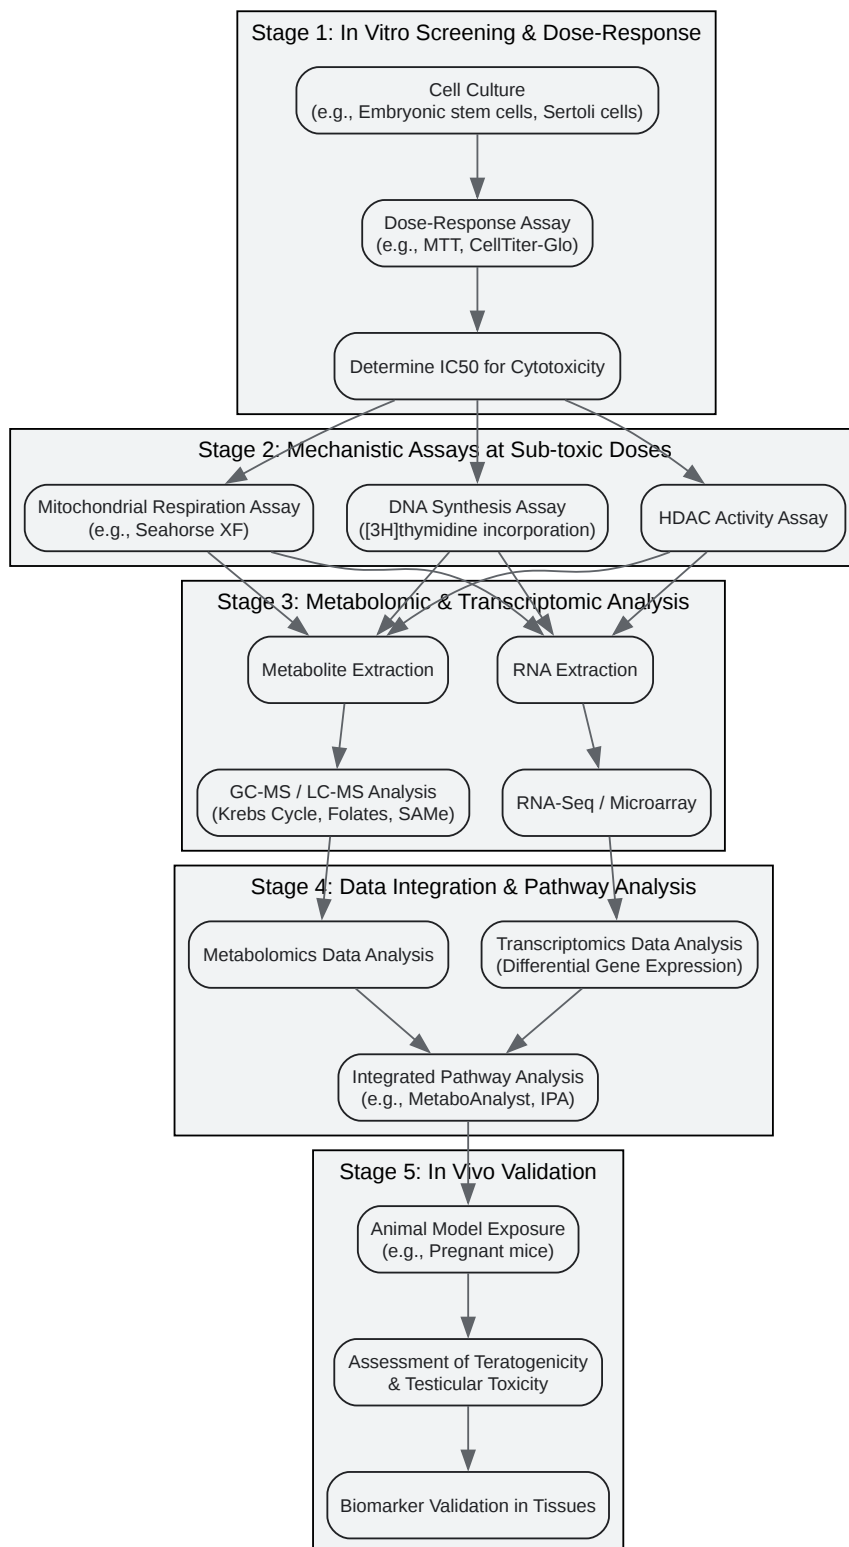 Stage 1: In Vitro Screening & Dose-Response
Cell Culture
(e.g., Embryonic stem cells, Sertoli cells)
Dose-Response Assay
(e.g., MTT, CellTiter-Glo)
Determine IC50 for Cytotoxicity
Stage 2: Mechanistic Assays at Sub-toxic Doses
Mitochondrial Respiration Assay
(e.g., Seahorse XF)
DNA Synthesis Assay
([3H]thymidine incorporation)
HDAC Activity Assay
Stage 3: Metabolomic & Transcriptomic Analysis
Metabolite Extraction
RNA Extraction
GC-MS / LC-MS Analysis
(Krebs Cycle, Folates, SAMe)
RNA-Seq / Microarray
Stage 4: Data Integration & Pathway Analysis
Metabolomics Data Analysis
Transcriptomics Data Analysis
(Differential Gene Expression)
Integrated Pathway Analysis
(e.g., MetaboAnalyst, IPA)
Stage 5: In Vivo Validation
Animal Model Exposure
(e.g., Pregnant mice)
Assessment of Teratogenicity
& Testicular Toxicity
Biomarker Validation in Tissues